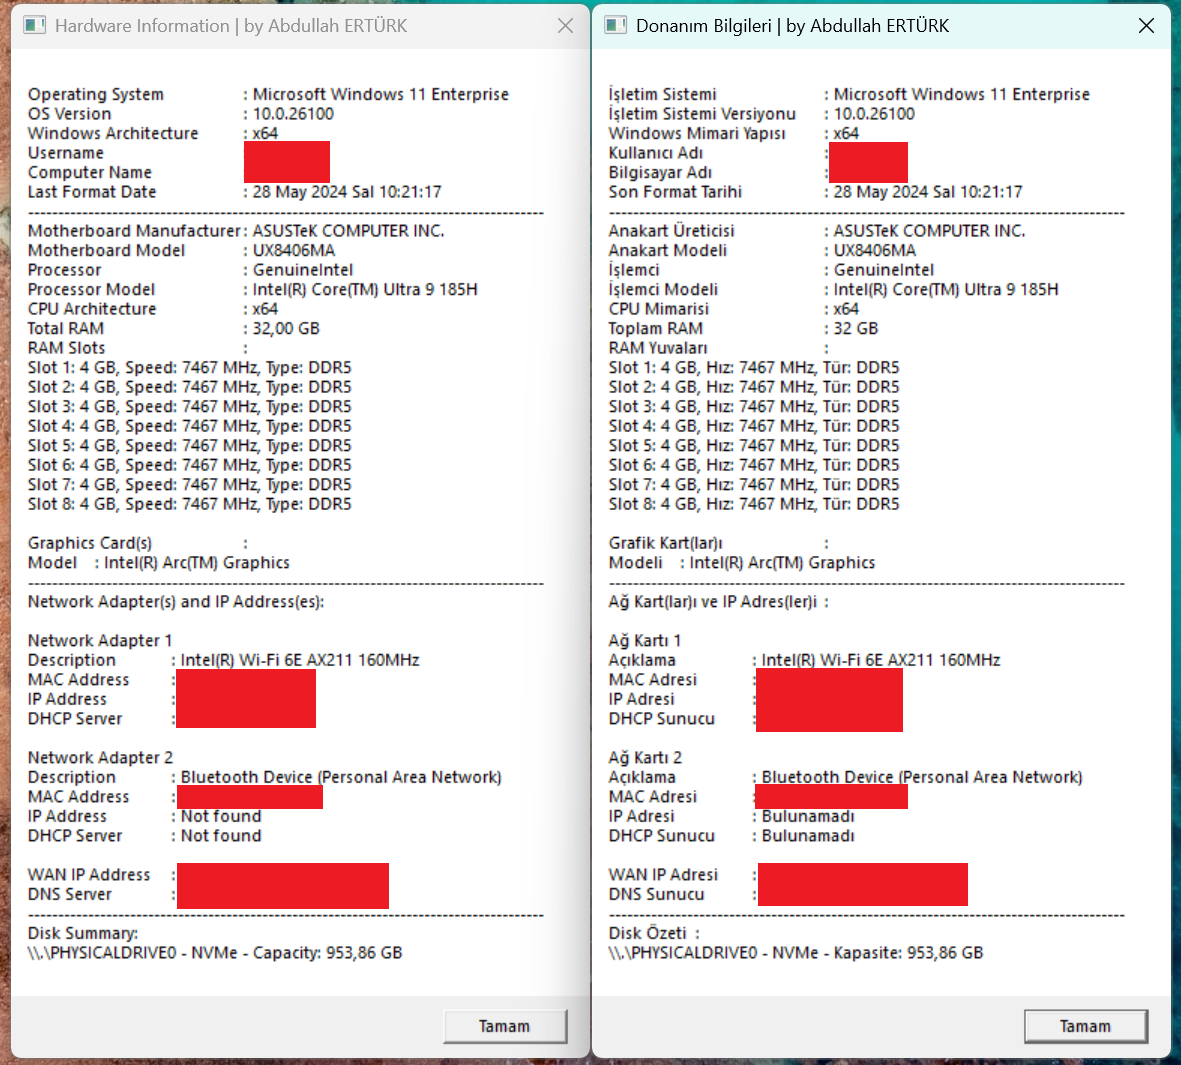 Hardware Information | by Abdullah ERTÜRK
Operating System : Microsoft Windows 11 Enterprise
OS Version : 10.0.26100
Windows Architecture : x64
Username
Computer Name
Last Format Date : 28 May 2024 Sal 10:21:17
--------------------------------------------------------------------------------------
Motherboard Manufacturer : ASUSTeK COMPUTER INC.
Motherboard Model : UX8406MA
Processor : GenuineIntel
Processor Model : Intel(R) Core(TM) Ultra 9 185H
CPU Architecture : x64
Total RAM : 32,00 GB
RAM Slots :
Slot 1: 4 GB, Speed: 7467 MHz, Type: DDR5
Slot 2: 4 GB, Speed: 7467 MHz, Type: DDR5
Slot 3: 4 GB, Speed: 7467 MHz, Type: DDR5
Slot 4: 4 GB, Speed: 7467 MHz, Type: DDR5
Slot 5: 4 GB, Speed: 7467 MHz, Type: DDR5
Slot 6: 4 GB, Speed: 7467 MHz, Type: DDR5
Slot 7: 4 GB, Speed: 7467 MHz, Type: DDR5
Slot 8: 4 GB, Speed: 7467 MHz, Type: DDR5
Graphics Card(s) :
Model : Intel(R) Arc(TM) Graphics
--------------------------------------------------------------------------------------
Network Adapter(s) and IP Address(es):
Network Adapter 1
Description : Intel(R) Wi-Fi 6E AX211 160MHz
MAC Address :
IP Address :
DHCP Server :
Network Adapter 2
Description : Bluetooth Device (Personal Area Network)
MAC Address :
IP Address : Not found
DHCP Server : Not found
WAN IP Address :
DNS Server :
--------------------------------------------------------------------------------------
Disk Summary:
\\.\PHYSICALDRIVE0 - NVMe - Capacity: 953,86 GB
Tamam
Donanım Bilgileri | by Abdullah ERTÜRK
İşletim Sistemi : Microsoft Windows 11 Enterprise
İşletim Sistemi Versiyonu : 10.0.26100
Windows Mimari Yapısı : x64
Kullanıcı Adı :
Bilgisayar Adı :
Son Format Tarihi : 28 May 2024 Sal 10:21:17
--------------------------------------------------------------------------------------
Anakart Üreticisi : ASUSTeK COMPUTER INC.
Anakart Modeli : UX8406MA
İşlemci : GenuineIntel
İşlemci Modeli : Intel(R) Core(TM) Ultra 9 185H
CPU Mimarisi : x64
Toplam RAM : 32 GB
RAM Yuvaları :
Slot 1: 4 GB, Hız: 7467 MHz, Tür: DDR5
Slot 2: 4 GB, Hız: 7467 MHz, Tür: DDR5
Slot 3: 4 GB, Hız: 7467 MHz, Tür: DDR5
Slot 4: 4 GB, Hız: 7467 MHz, Tür: DDR5
Slot 5: 4 GB, Hız: 7467 MHz, Tür: DDR5
Slot 6: 4 GB, Hız: 7467 MHz, Tür: DDR5
Slot 7: 4 GB, Hız: 7467 MHz, Tür: DDR5
Slot 8: 4 GB, Hız: 7467 MHz, Tür: DDR5
Grafik Kart(lar)ı :
Modeli : Intel(R) Arc(TM) Graphics
--------------------------------------------------------------------------------------
Ağ Kart(lar)ı ve IP Adres(ler)i :
Ağ Kartı 1
Açıklama : Intel(R) Wi-Fi 6E AX211 160MHz
MAC Adresi :
IP Adresi :
DHCP Sunucu :
Ağ Kartı 2
Açıklama : Bluetooth Device (Personal Area Network)
MAC Adresi :
IP Adresi : Bulunamadı
DHCP Sunucu : Bulunamadı
WAN IP Adresi :
DNS Sunucu :
--------------------------------------------------------------------------------------
Disk Özeti :
\\.\PHYSICALDRIVE0 - NVMe - Kapasite: 953,86 GB
Tamam